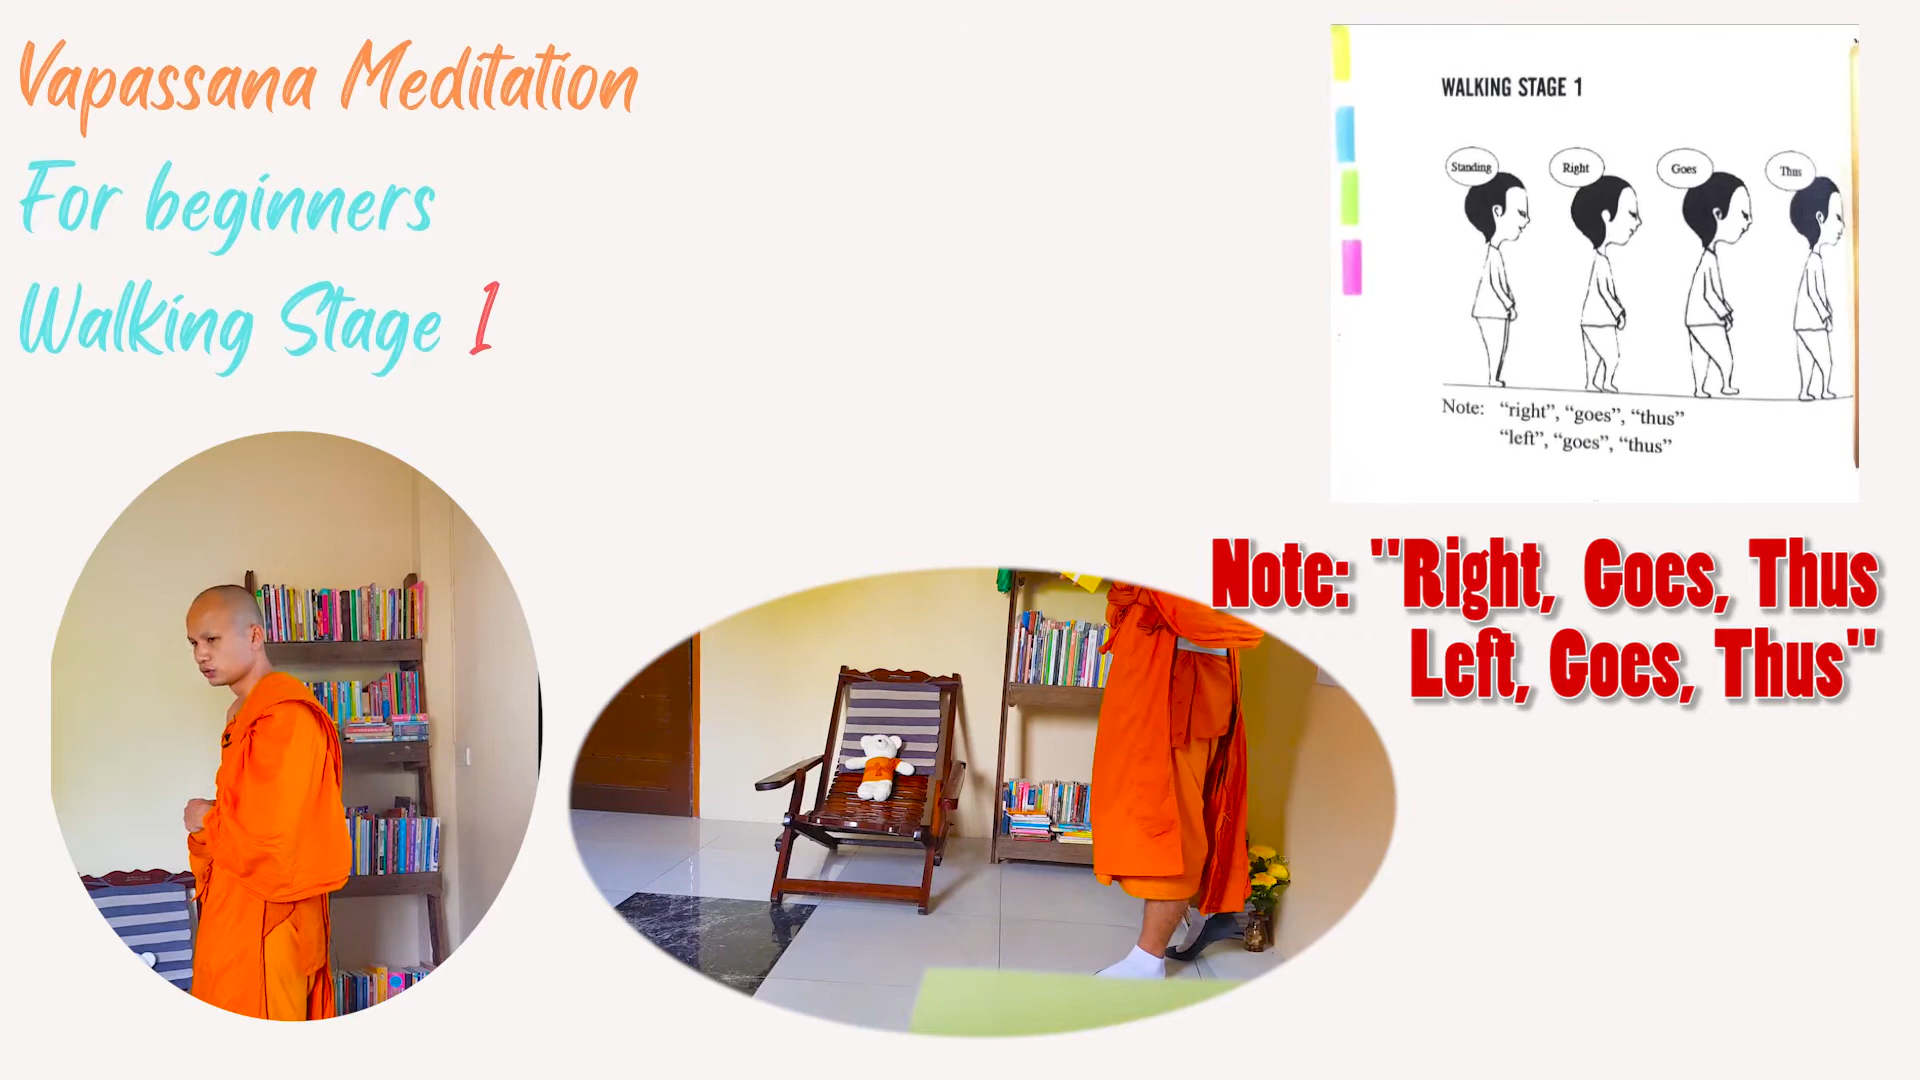 Vapassana Meditation
For beginners
Walking Stage 1
WALKING STAGE 1
Standing
Right
Goes
Thus
Note: “right”, “goes”, “thus”
“left”, “goes”, “thus”
Note: "Right, Goes, Thus
Left, Goes, Thus"